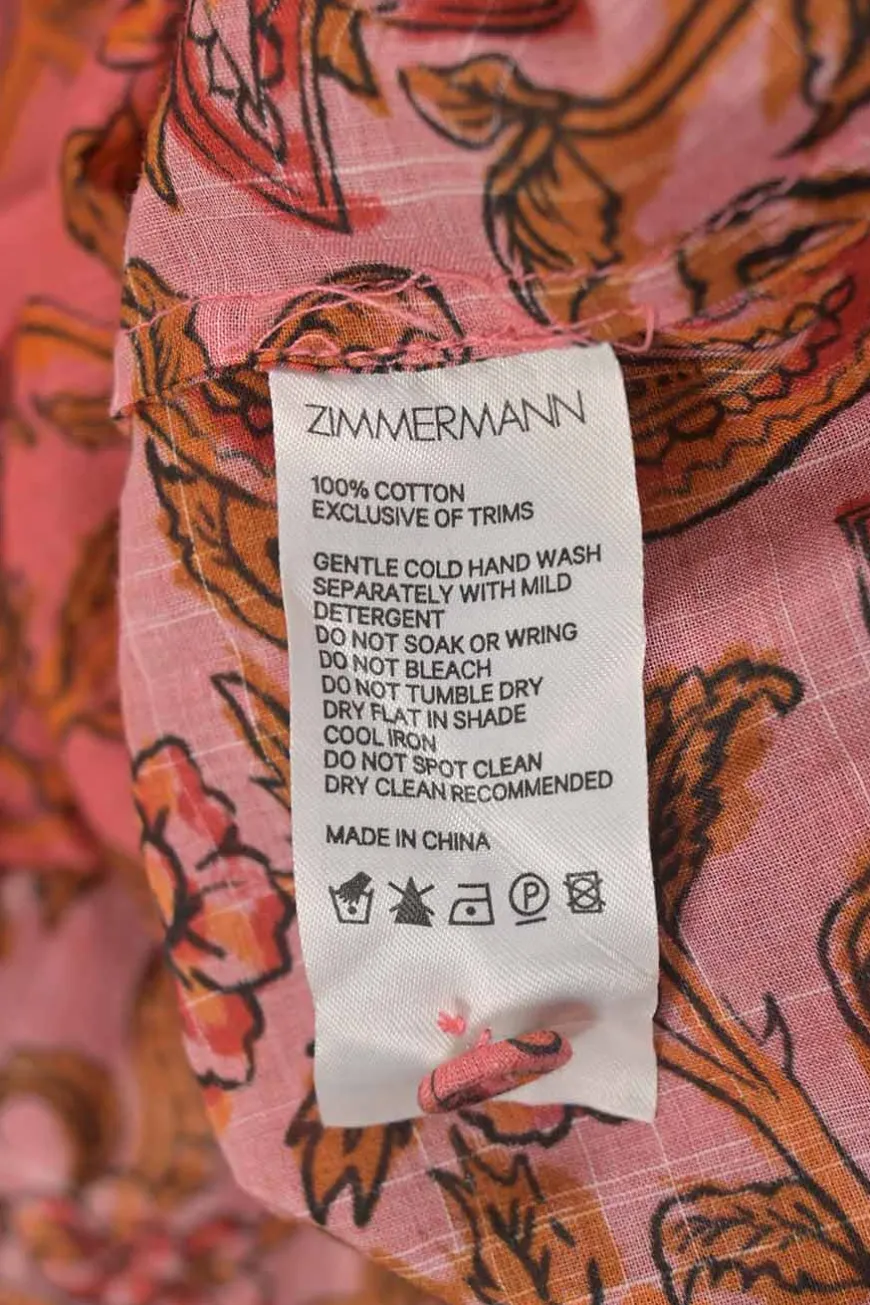 ZIMMERMANN
100% COTTON
EXCLUSIVE OF TRIMS
GENTLE COLD HAND WASH
SEPARATELY WITH MILD
DETERGENT
DO NOT SOAK OR WRING
DO NOT BLEACH
DO NOT TUMBLE DRY
DRY FLAT IN SHADE
COOL IRON
DO NOT SPOT CLEAN
DRY CLEAN RECOMMENDED
MADE IN CHINA
P